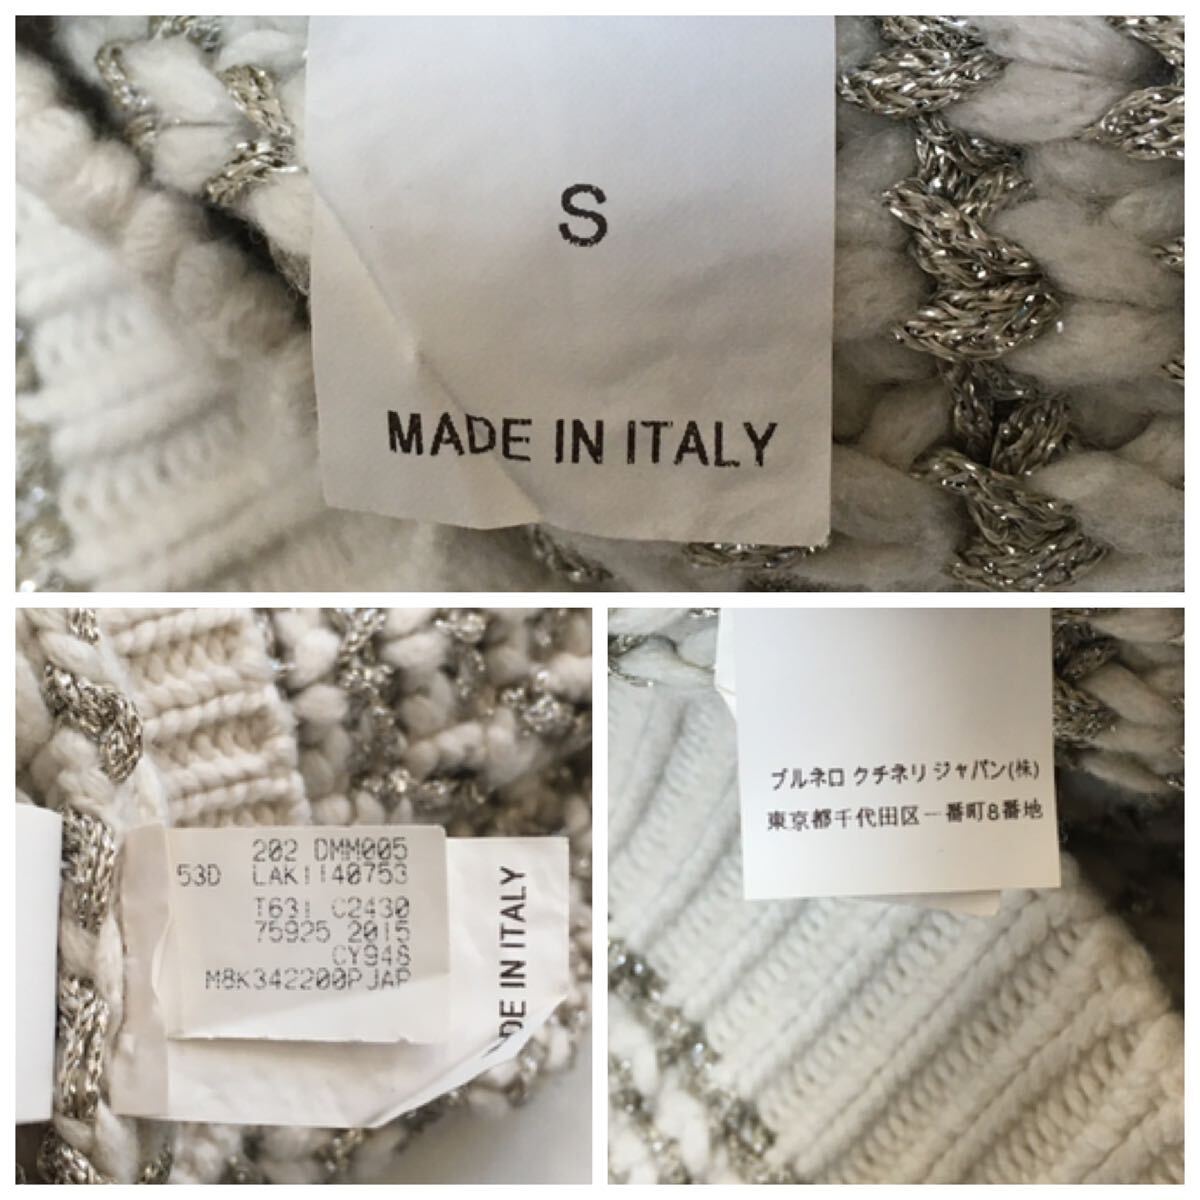 S
MADE IN ITALY
202 DMM005
53D LAK1140753
T631 C2430
75925 2015
CY948
M8K342200PJAP
DE IN ITALY
ブルネロ クチネリ ジャパン(株)
東京都千代田区一番町8番地